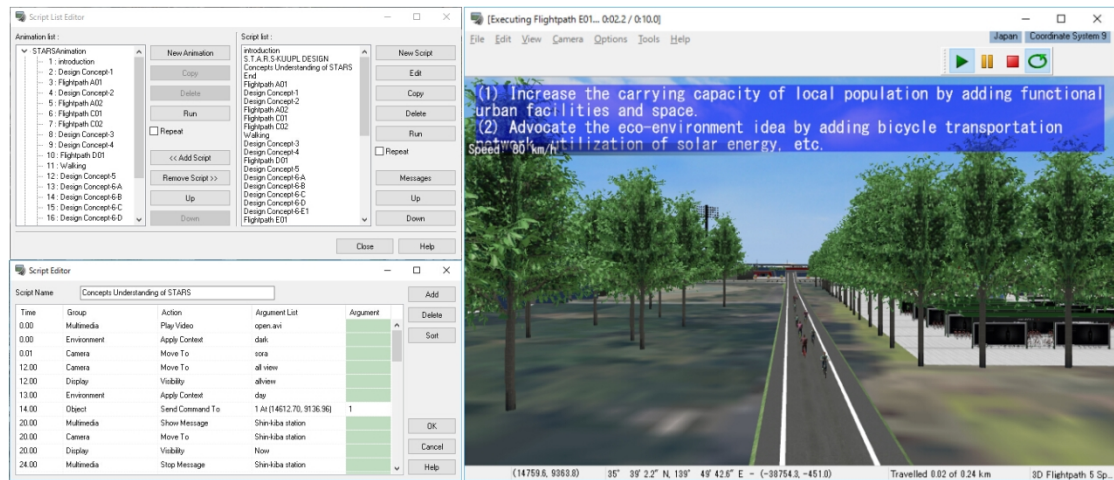 Script List Editor
Animation list :
STARSAnimation
1 : introduction
2 : Design Concept-1
3 : Flightpath A01
4 : Design Concept-2
5 : Flightpath A02
6 : Flightpath C01
7 : Flightpath C02
8 : Design Concept-3
9 : Design Concept-4
10 : Flightpath D01
11 : Walking
12 : Design Concept-5
13 : Design Concept-6-A
14 : Design Concept-6-B
15 : Design Concept-6-C
16 : Design Concept-6-D
New Animation
Copy
Delete
Run
Repeat
<< Add Script
Remove Script >>
Up
Down
Script list :
introduction
S.T.A.R.S-KUUPL DESIGN
Concepts Understanding of STARS
End
Flightpath A01
Design Concept-1
Design Concept-2
Flightpath A02
Flightpath C01
Flightpath C02
Walking
Design Concept-3
Design Concept-4
Flightpath D01
Design Concept-5
Design Concept-6-A
Design Concept-6-B
Design Concept-6-C
Design Concept-6-D
Design Concept-6-E1
Flightpath E01
New Script
Edit
Copy
Delete
Run
Repeat
Messages
Up
Down
Close Help
Script Editor
Script Name Concepts Understanding of STARS
Time Group Action Argument List Argument
0.00 Multimedia Play Video open.avi
0.00 Environment Apply Context dark
0.01 Camera Move To sora
12.00 Camera Move To all view
12.00 Display Visibility allview
13.00 Environment Apply Context day
14.00 Object Send Command To 1 At (14612.70, 9136.96) 1
20.00 Multimedia Show Message Shin-kiba station
20.00 Camera Move To Shin-kiba station
20.00 Display Visibility Now
24.00 Multimedia Stop Message Shin-kiba station
Add
Delete
Sort
OK
Cancel
Help
[Executing Flightpath E01... 0:02.2 / 0:10.0]
File Edit View Camera Options Tools Help
Japan Coordinate System 9
(1) Increase the carrying capacity of local population by adding functional
urban facilities and space.
(2) Advocate the eco-environment idea by adding bicycle transportation
network, utilization of solar energy, etc.
Speed: 80 km/h
(14759.6, 9363.8) 35° 39' 2.2" N, 139° 49' 42.6" E - (-38754.3, -451.0) Travelled 0.02 of 0.24 km 3D Flightpath 5 Sp...